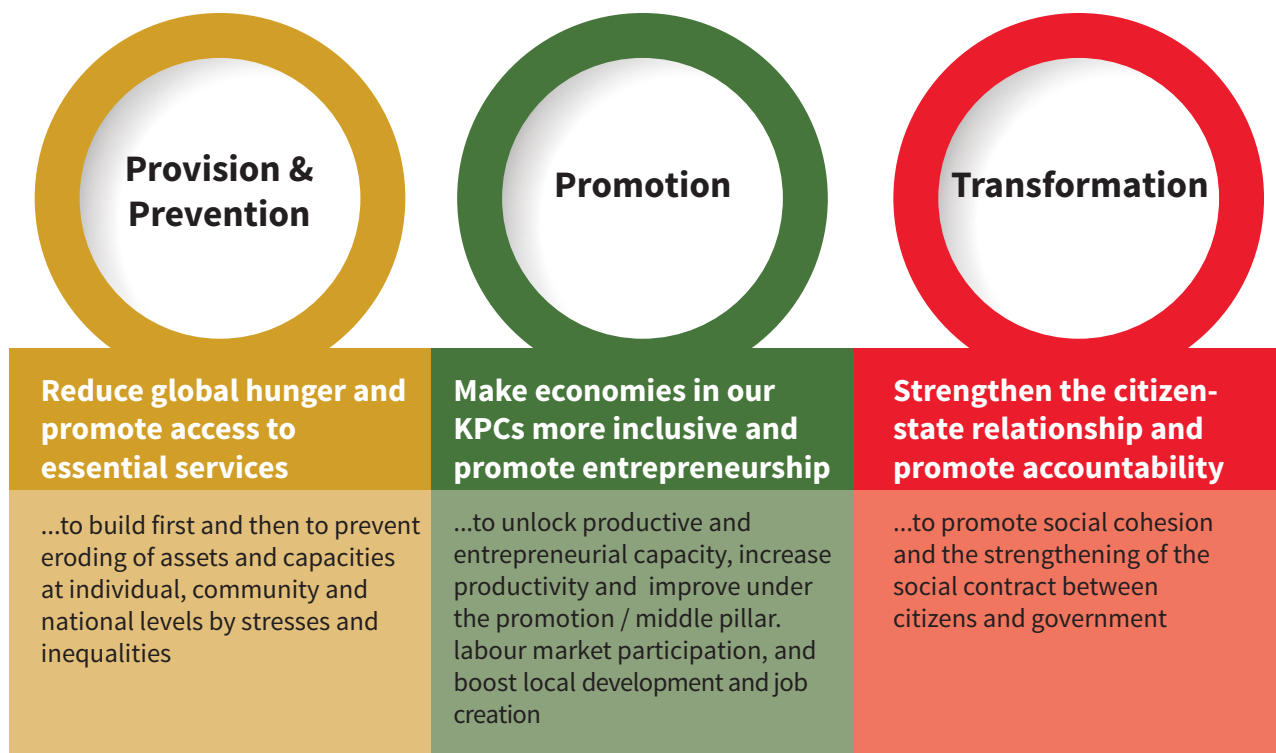 Provision &
Prevention
Reduce global hunger and
promote access to
essential services
...to build first and then to prevent
eroding of assets and capacities
at individual, community and
national levels by stresses and
inequalities
Promotion
Make economies in our
KPCs more inclusive and
promote entrepreneurship
...to unlock productive and
entrepreneurial capacity, increase
productivity and improve under
the promotion / middle pillar.
labour market participation, and
boost local development and job
creation
Transformation
Strengthen the citizen-
state relationship and
promote accountability
...to promote social cohesion
and the strengthening of the
social contract between
citizens and government